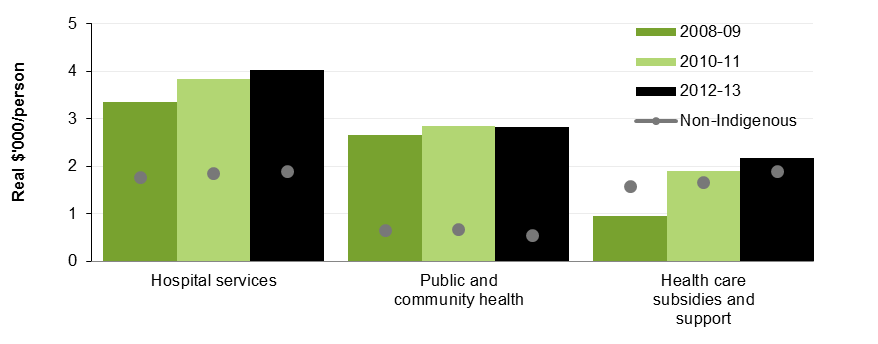 Real $'000/person
5
4
3
2
1
0
2008-09
2010-11
2012-13
Non-Indigenous
Hospital services
Public and
community health
Health care
subsidies and
support